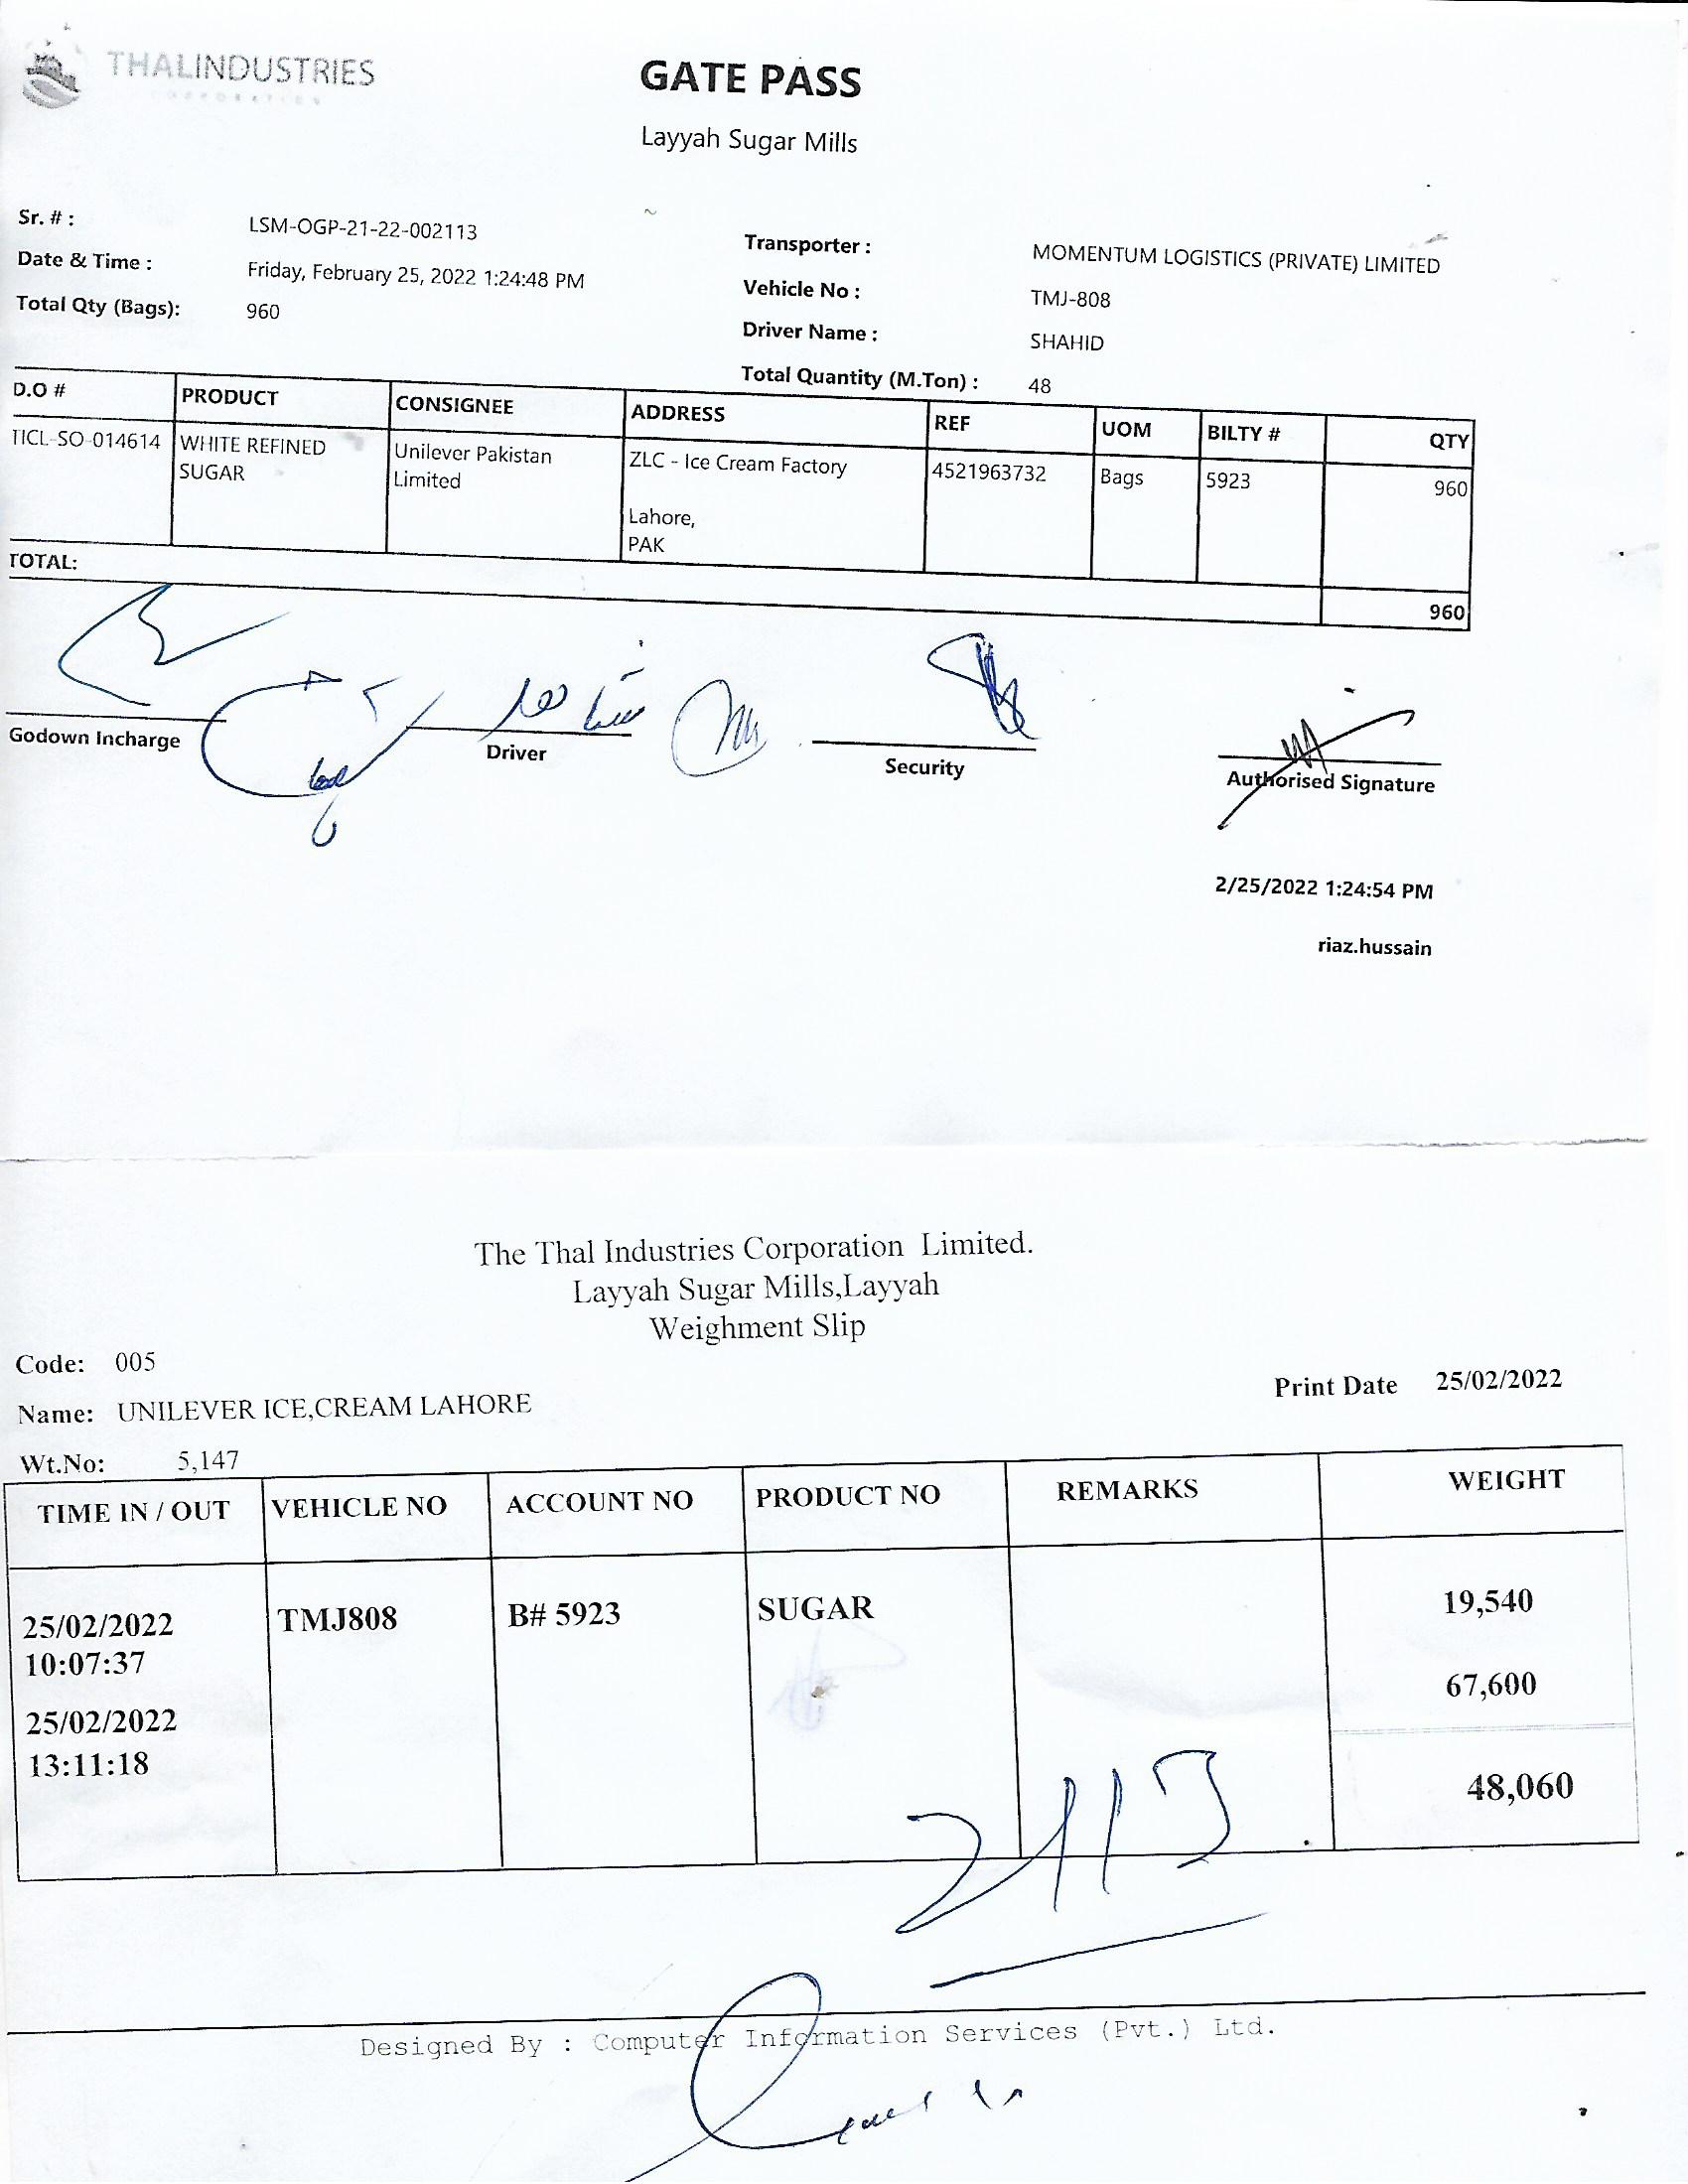 THALINDUSTRIES
CORPORATION
GATE PASS
Layyah Sugar Mills
Sr. # : LSM-OGP-21-22-002113
Date & Time : Friday, February 25, 2022 1:24:48 PM
Total Qty (Bags): 960
Transporter : MOMENTUM LOGISTICS (PRIVATE) LIMITED
Vehicle No : TMJ-808
Driver Name : SHAHID
Total Quantity (M.Ton) : 48
D.O # PRODUCT CONSIGNEE ADDRESS REF UOM BILTY # QTY
TICL-SO-014614 WHITE REFINED Unilever Pakistan ZLC - Ice Cream Factory 4521963732 Bags 5923 960
SUGAR Limited
Lahore,
PAK
TOTAL: 960
شاهد
Godown Incharge Driver Security Authorised Signature
2/25/2022 1:24:54 PM
riaz.hussain
The Thal Industries Corporation Limited.
Layyah Sugar Mills,Layyah
Weighment Slip
Code: 005
Print Date 25/02/2022
Name: UNILEVER ICE,CREAM LAHORE
Wt.No: 5,147
TIME IN / OUT VEHICLE NO ACCOUNT NO PRODUCT NO REMARKS WEIGHT
25/02/2022 TMJ808 B# 5923 SUGAR 19,540
10:07:37
67,600
25/02/2022
13:11:18
48,060
2113
Designed By : Computer Information Services (Pvt.) Ltd.